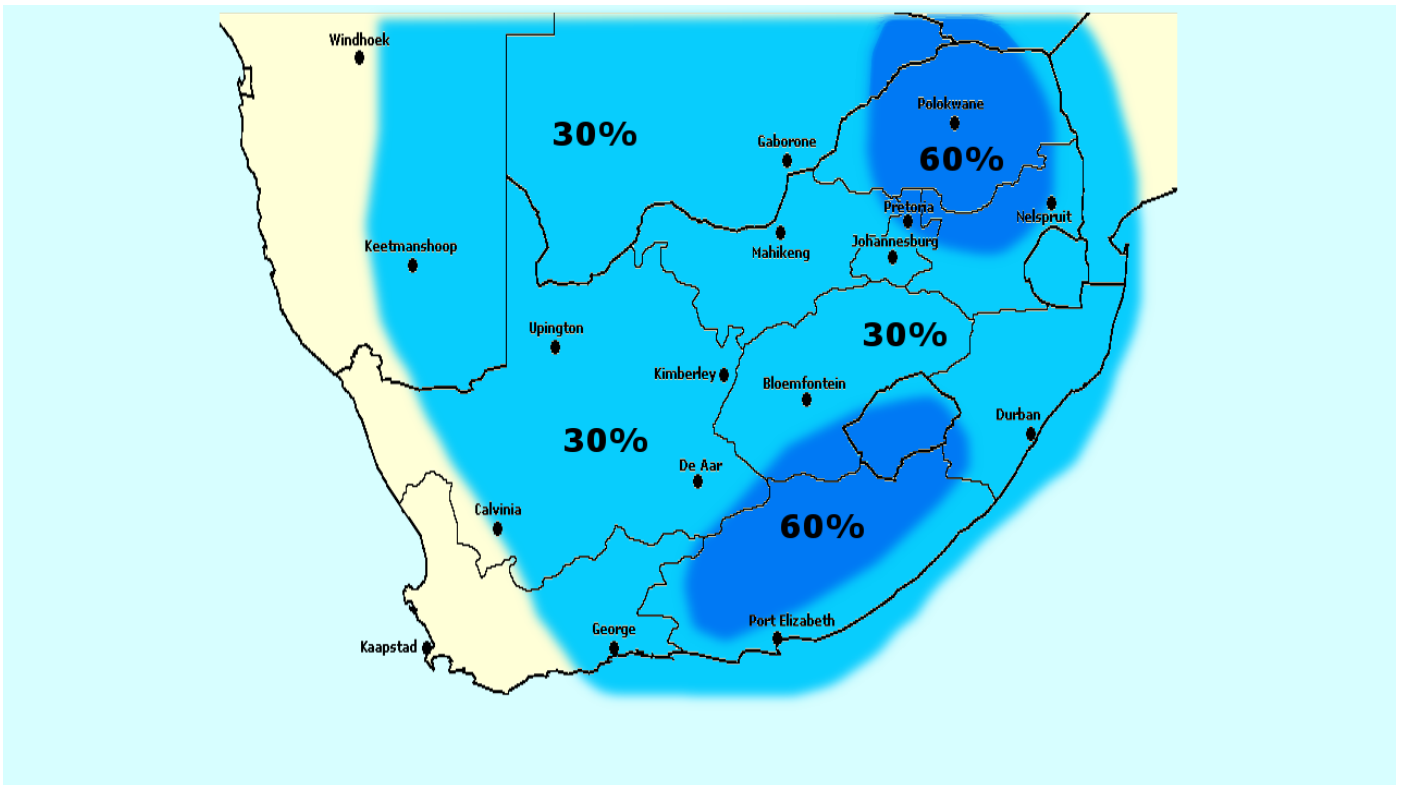 Windhoek
Polokwane
30%
Gaborone
60%
Pretoria
Nelspruit
Keetmanshoop
Mahikeng
Johannesburg
Upington
30%
Kimberley
Bloemfontein
Durban
30%
De Aar
Calvinia
60%
Port Elizabeth
George
Kaapstad